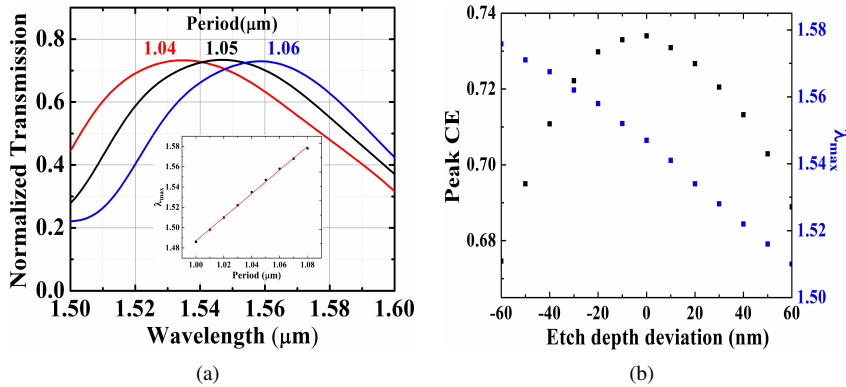 (a)
Period(μm)
1.04 1.05 1.06
Normalized Transmission
0.8
0.7
0.6
0.4
0.2
0.0
1.50 1.52 1.54 1.56 1.58 1.60
Wavelength (μm)
λmax
1.58
1.56
1.54
1.52
1.50
1.48
1.00 1.02 1.04 1.06 1.08
Period (μm)
(a)
(b)
Peak CE
0.74
0.72
0.70
0.68
-60 -40 -20 0 20 40 60
Etch depth deviation (nm)
1.58
1.56
1.54
1.52
1.50
λmax
(b)